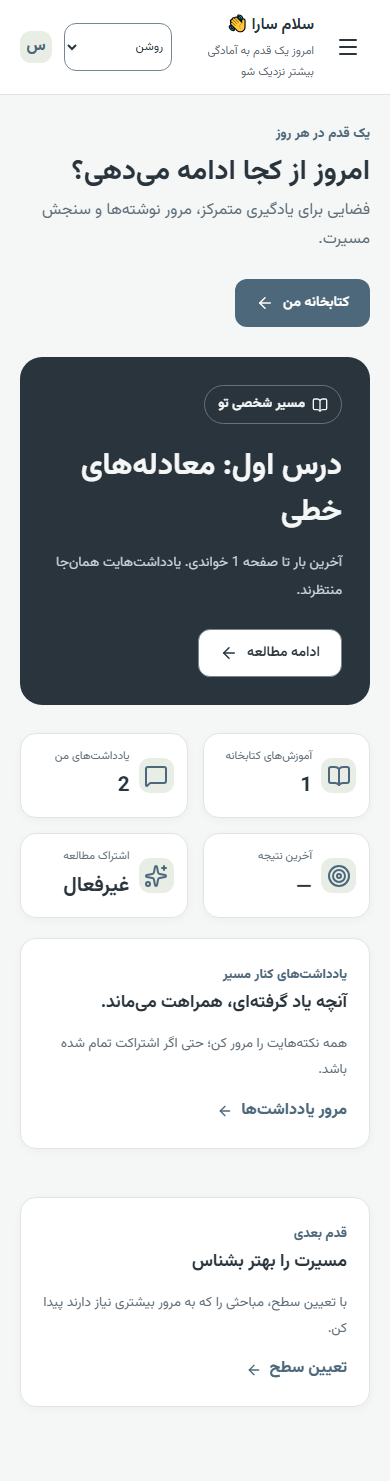 سلام سارا 👋
امروز یک قدم به آمادگی
بیشتر نزدیک شو
روشن
س
یک قدم در هر روز
امروز از کجا ادامه می‌دهی؟
فضایی برای یادگیری متمرکز، مرور نوشته‌ها و سنجش
مسیرت.
کتابخانه من
مسیر شخصی تو
درس اول: معادله‌های
خطی
آخرین بار تا صفحه 1 خواندی. یادداشت‌هایت همان‌جا
منتظرند.
ادامه مطالعه
آموزش‌های کتابخانه
1
یادداشت‌های من
2
آخرین نتیجه
—
اشتراک مطالعه
غیرفعال
یادداشت‌های کنار مسیر
آنچه یاد گرفته‌ای، همراهت می‌ماند.
همه نکته‌هایت را مرور کن؛ حتی اگر اشتراکت تمام شده
باشد.
مرور یادداشت‌ها
قدم بعدی
مسیرت را بهتر بشناس
با تعیین سطح، مباحثی را که به مرور بیشتری نیاز دارند پیدا
کن.
تعیین سطح